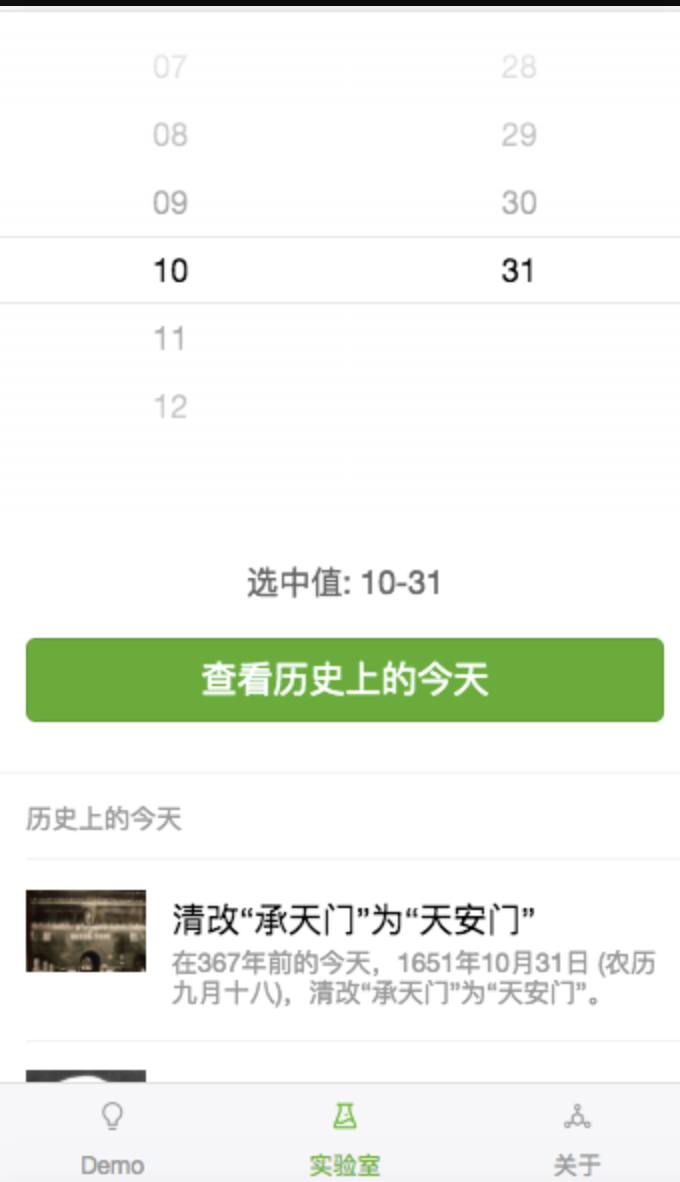 07 28
08 29
09 30
10 31
11
12
选中值: 10-31
查看历史上的今天
历史上的今天
清改“承天门”为“天安门”
在367年前的今天，1651年10月31日 (农历
九月十八)，清改“承天门”为“天安门”。
Demo 实验室 关于